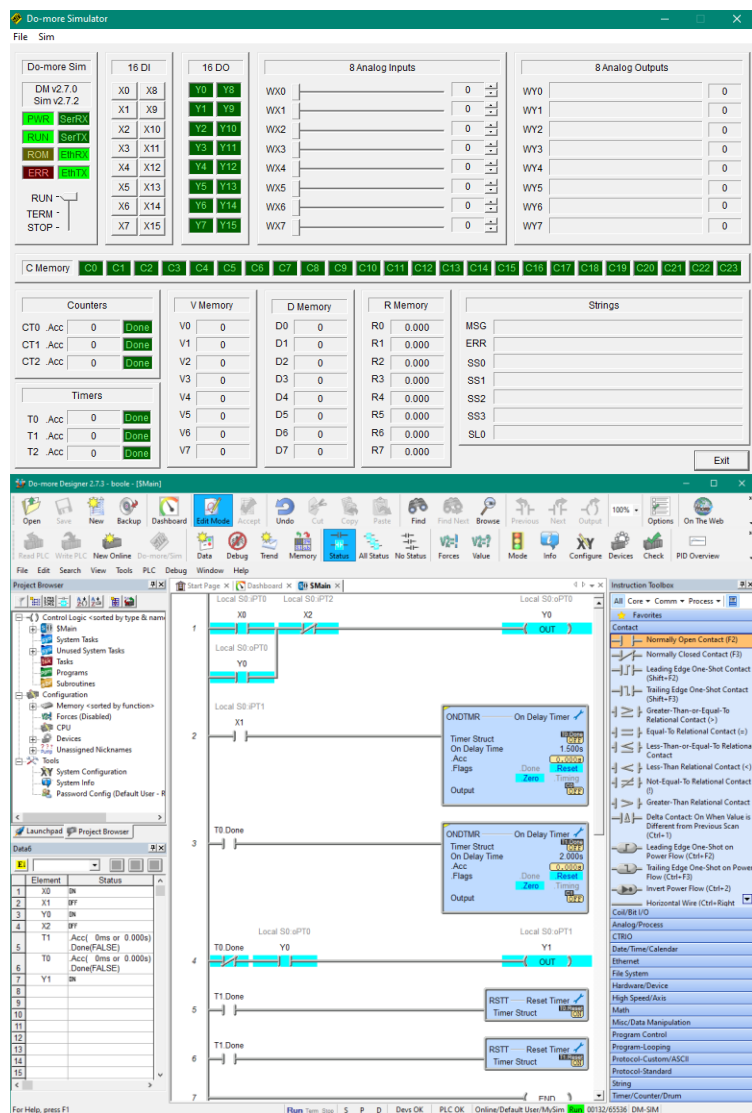 Do-more Simulator
File Sim
Do-more Sim
16 DI
16 DO
8 Analog Inputs
8 Analog Outputs
DM v2.7.0
Sim v2.7.2
PWR SerRX
RUN SerTX
ROM EthRX
ERR EthTX
RUN -
TERM -
STOP -
X0 X8
X1 X9
X2 X10
X3 X11
X4 X12
X5 X13
X6 X14
X7 X15
Y0 Y8
Y1 Y9
Y2 Y10
Y3 Y11
Y4 Y12
Y5 Y13
Y6 Y14
Y7 Y15
WX0 0
WX1 0
WX2 0
WX3 0
WX4 0
WX5 0
WX6 0
WX7 0
WY0 0
WY1 0
WY2 0
WY3 0
WY4 0
WY5 0
WY6 0
WY7 0
C Memory C0 C1 C2 C3 C4 C5 C6 C7 C8 C9 C10 C11 C12 C13 C14 C15 C16 C17 C18 C19 C20 C21 C22 C23
Counters
CT0 .Acc 0 Done
CT1 .Acc 0 Done
CT2 .Acc 0 Done
Timers
T0 .Acc 0 Done
T1 .Acc 0 Done
T2 .Acc 0 Done
V Memory
V0 0
V1 0
V2 0
V3 0
V4 0
V5 0
V6 0
V7 0
D Memory
D0 0
D1 0
D2 0
D3 0
D4 0
D5 0
D6 0
D7 0
R Memory
R0 0.000
R1 0.000
R2 0.000
R3 0.000
R4 0.000
R5 0.000
R6 0.000
R7 0.000
Strings
MSG
ERR
SS0
SS1
SS2
SS3
SL0
Exit
Do-more Designer 2.7.3 - boole - [$Main]
Open Save New Backup Dashboard Edit Mode Accept Undo Cut Copy Paste Find Find Next Browse Previous Next Output 100% Options On The Web
Read PLC Write PLC New Online Do-more/Sim Data Debug Trend Memory Status All Status No Status Forces Value Mode Info Configure Devices Check PID Overview
File Edit Search View Tools PLC Debug Window Help
Project Browser
Control Logic <sorted by type & nam
$Main
System Tasks
Unused System Tasks
Tasks
Programs
Subroutines
Configuration
Memory <sorted by function>
Forces (Disabled)
CPU
Devices
Unassigned Nicknames
Tools
System Configuration
System Info
Password Config (Default User - R
Launchpad Project Browser
Data6
Element Status
1 X0 ON
2 X1 OFF
3 Y0 ON
4 X2 OFF
5 T1 .Acc( 0ms or 0.000s)
Done(FALSE)
6 T0 .Acc( 0ms or 0.000s)
Done(FALSE)
7 Y1 ON
8
9
10
11
12
13
14
15
Start Page Dashboard $Main
Local S0:iPT0 Local S0:iPT2 Local S0:oPT0
X0 X2 Y0
1 OUT
Local S0:oPT0
Y0
Local S0:iPT1
X1
2
ONDTMR On Delay Timer
Timer Struct
OFF
On Delay Time 1.500s
.Acc 0.000s
.Flags Done Reset
Zero .Timing
Output OFF
T0.Done
3
ONDTMR On Delay Timer
Timer Struct
OFF
On Delay Time 2.000s
.Acc 0.000s
.Flags Done Reset
Zero Timing
Output OFF
Local S0:oPT0 Local S0:oPT1
T0.Done Y0 Y1
4 OUT
T1.Done
5
RSTT Reset Timer
Timer Struct
T1.Done
6
RSTT Reset Timer
Timer Struct
7 END
Instruction Toolbox
All Core Comm Process
Favorites
Contact
Normally Open Contact (F2)
Normally Closed Contact (F3)
Leading Edge One-Shot Contact
(Shift+F2)
Trailing Edge One-Shot Contact
(Shift+F3)
Greater-Than-or-Equal-To
Relational Contact (>)
Equal-To Relational Contact (=)
Less-Than-or-Equal-To Relationa
Contact
Less-Than Relational Contact (<)
Not-Equal-To Relational Contact
(!)
Greater-Than Relational Contact
Delta Contact: On When Value is
Different from Previous Scan
(Ctrl+1)
Leading Edge One-Shot on
Power Flow (Ctrl+F2)
Trailing Edge One-Shot on Powe
Flow (Ctrl+F3)
Invert Power Flow (Ctrl+2)
Horizontal Wire (Ctrl+Right
Coil/Bit I/O
Analog/Process
CTRIO
Date/Time/Calendar
Ethernet
File System
Hardware/Device
High Speed/Axis
Math
Misc/Data Manipulation
Program Control
Program-Looping
Protocol-Custom/ASCII
Protocol-Standard
String
Timer/Counter/Drum
For Help, press F1
Run Term Stop S P D Devs OK PLC OK Online/Default User/MySim Run 00132/65536 DM-SIM